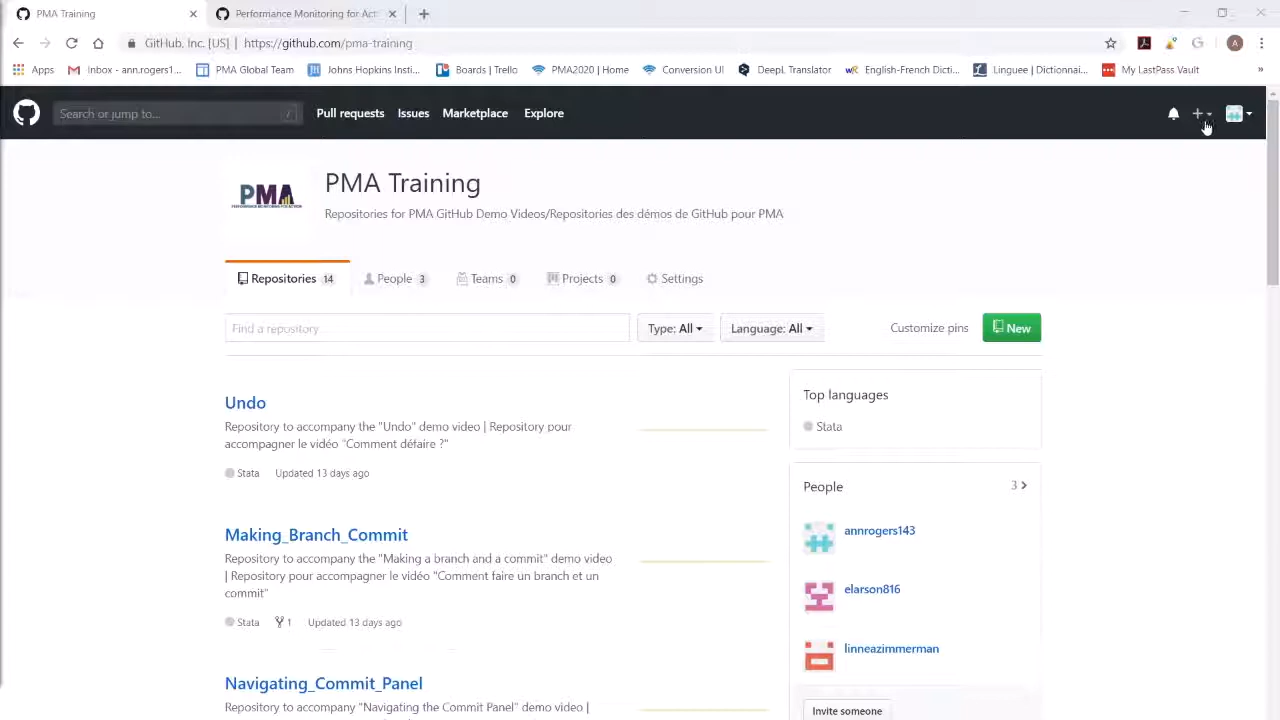 PMA Training
Performance Monitoring for Act
GitHub, Inc. [US] | https://github.com/pma-training
Apps
Inbox - ann.rogers1...
PMA Global Team
Johns Hopkins Insti...
Boards | Trello
PMA2020 | Home
Conversion UI
DeepL Translator
English-French Dicti...
Linguee | Dictionnai...
My LastPass Vault
»
Search or jump to...
/
Pull requests
Issues
Marketplace
Explore
PMA
PMA Training
Repositories for PMA GitHub Demo Videos/Repositories des démos de GitHub pour PMA
Repositories 14
People 3
Teams 0
Projects 0
Settings
Find a repository...
Type: All
Language: All
Customize pins
New
Undo
Repository to accompany the "Undo" demo video | Repository pour
accompagner le vidéo "Comment défaire ?"
Stata Updated 13 days ago
Making_Branch_Commit
Repository to accompany the "Making a branch and a commit" demo video
| Repository pour accompagner le vidéo "Comment faire un branch et un
commit"
Stata 1 Updated 13 days ago
Navigating_Commit_Panel
Repository to accompany "Navigating the Commit Panel" demo video |
Top languages
Stata
People 3
annrogers143
elarson816
linneazimmerman
Invite someone